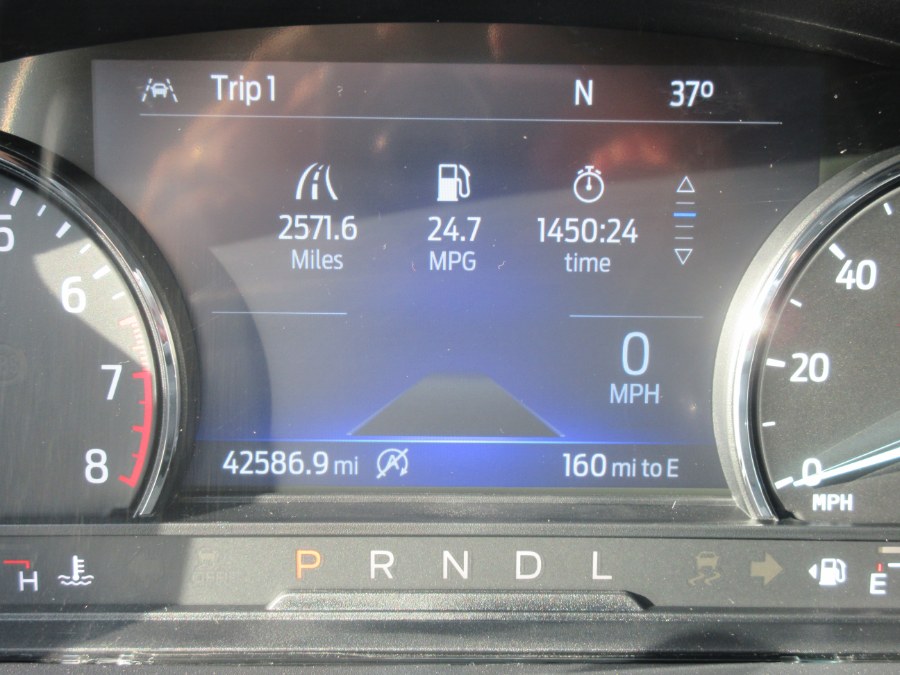 Trip 1 N 37°
2571.6 24.7 1450:24
Miles MPG time
5
6
7
8
0
MPH
42586.9 mi 160 mi to E
40
20
0
MPH
H P R N D L E